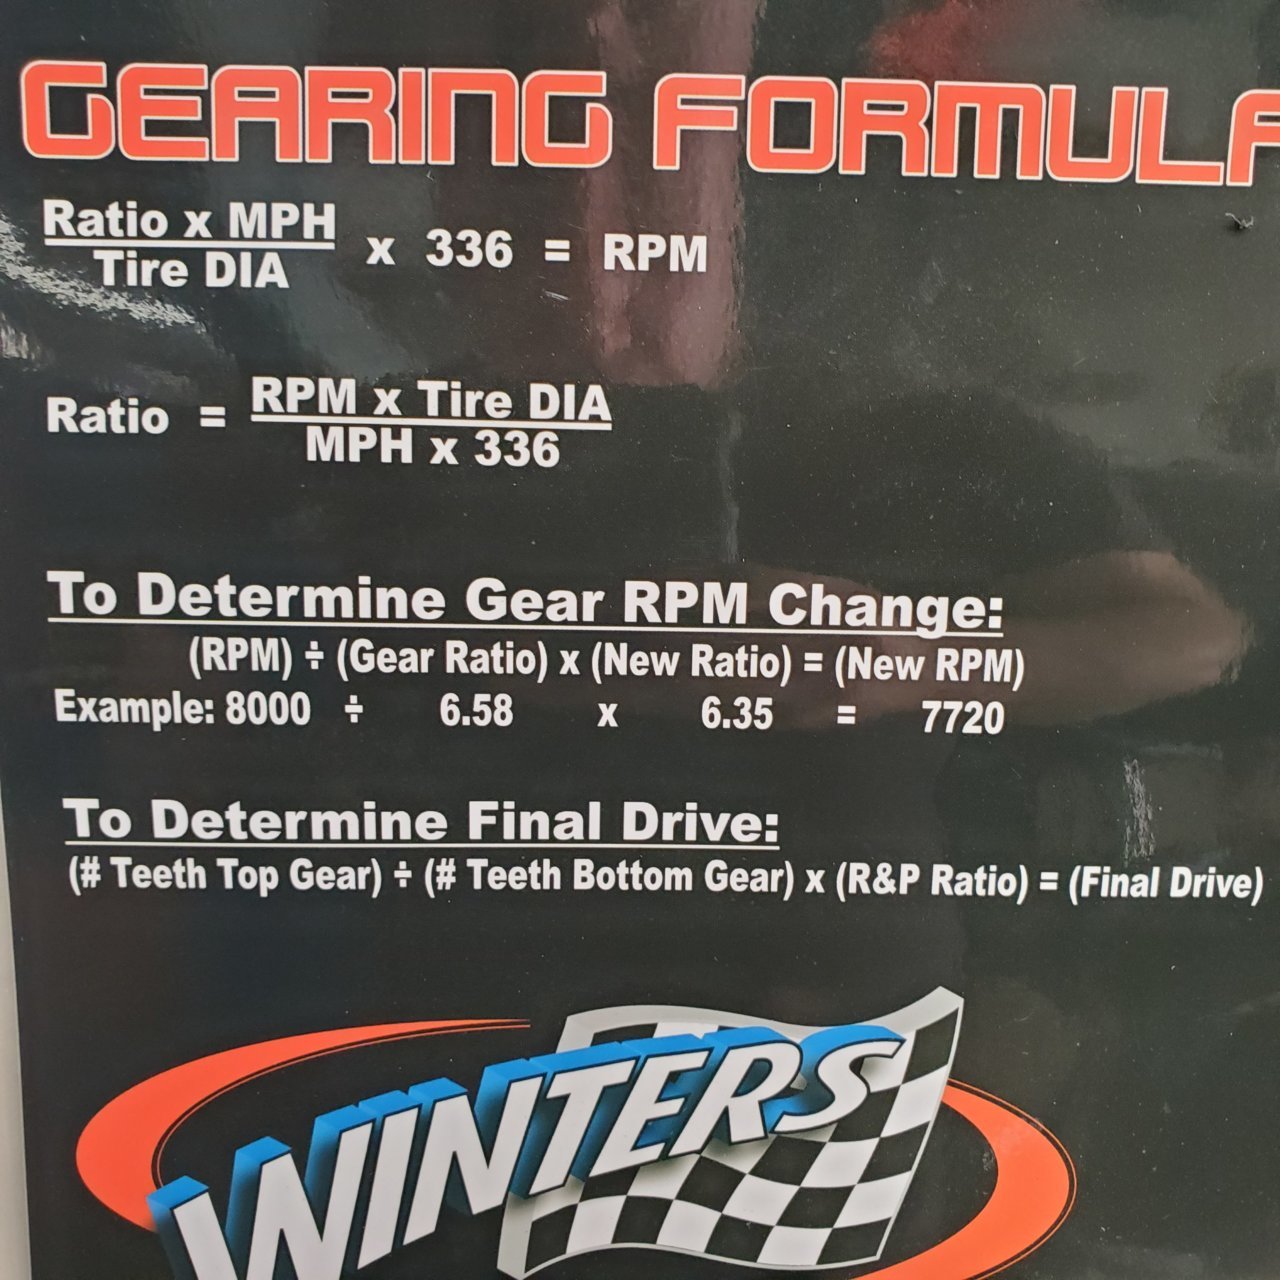 GEARING FORMULA
Ratio x MPH
Tire DIA
x 336 = RPM
Ratio =
RPM x Tire DIA
MPH x 336
To Determine Gear RPM Change:
(RPM) ÷ (Gear Ratio) x (New Ratio) = (New RPM)
Example: 8000 ÷ 6.58 x 6.35 = 7720
To Determine Final Drive:
(# Teeth Top Gear) ÷ (# Teeth Bottom Gear) x (R&P Ratio) = (Final Drive)
WINTERS